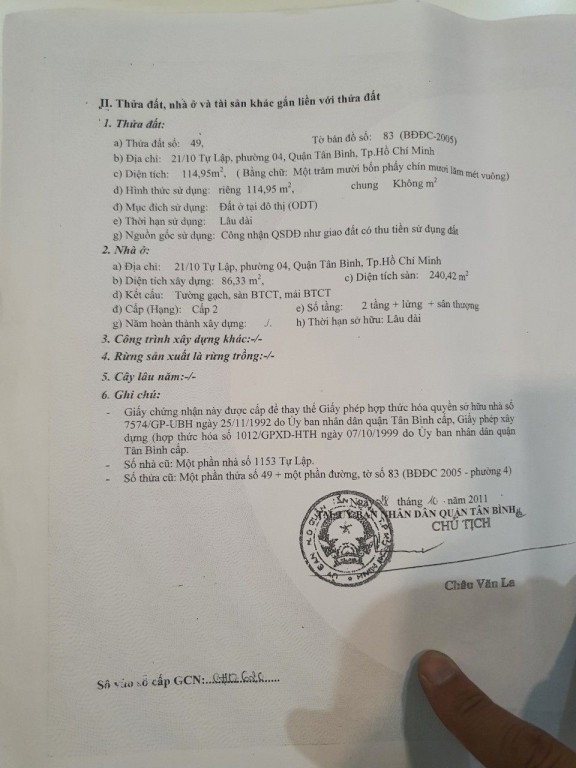 II. Thửa đất, nhà ở và tài sản khác gắn liền với thửa đất
1. Thửa đất:
a) Thửa đất số: 49, Tờ bản đồ số: 83 (BĐĐC-2005)
b) Địa chỉ: 21/10 Tự Lập, phường 04, Quận Tân Bình, Tp.Hồ Chí Minh
c) Diện tích: 114,95m², ( Bằng chữ: Một trăm mười bốn phẩy chín mươi lăm mét vuông)
d) Hình thức sử dụng: riêng 114,95 m², chung Không m²
đ) Mục đích sử dụng: Đất ở tại đô thị (ODT)
e) Thời hạn sử dụng: Lâu dài
g) Nguồn gốc sử dụng: Công nhận QSDĐ như giao đất có thu tiền sử dụng đất
2. Nhà ở:
a) Địa chỉ: 21/10 Tự Lập, phường 04, Quận Tân Bình, Tp.Hồ Chí Minh
b) Diện tích xây dựng: 86,33 m², c) Diện tích sàn: 240,42 m²
d) Kết cấu: Tường gạch, sàn BTCT, mái BTCT
đ) Cấp (Hạng): Cấp 2 e) Số tầng: 2 tầng + lửng + sân thượng
g) Năm hoàn thành xây dựng: ./. h) Thời hạn sở hữu: Lâu dài
3. Công trình xây dựng khác:-/-
4. Rừng sản xuất là rừng trồng:-/-
5. Cây lâu năm:-/-
6. Ghi chú:
- Giấy chứng nhận này được cấp để thay thế Giấy phép hợp thức hóa quyền sở hữu nhà số
7574/GP-UBH ngày 25/11/1992 do Ủy ban nhân dân quận Tân Bình cấp, Giấy phép xây
dựng (hợp thức hóa số 1012/GPXD-HTH ngày 07/10/1999 do Ủy ban nhân dân quận
Tân Bình cấp.
- Số nhà cũ: Một phần nhà số 1153 Tự Lập.
- Số thửa cũ: Một phần thửa số 49 + một phần đường, tờ số 83 (BĐĐC 2005 - phường 4)
Ngày tháng 10 năm 2011
TM. ỦY BAN NHÂN DÂN QUẬN TÂN BÌNH
CHỦ TỊCH
Châu Văn La
Số vào sổ cấp GCN: